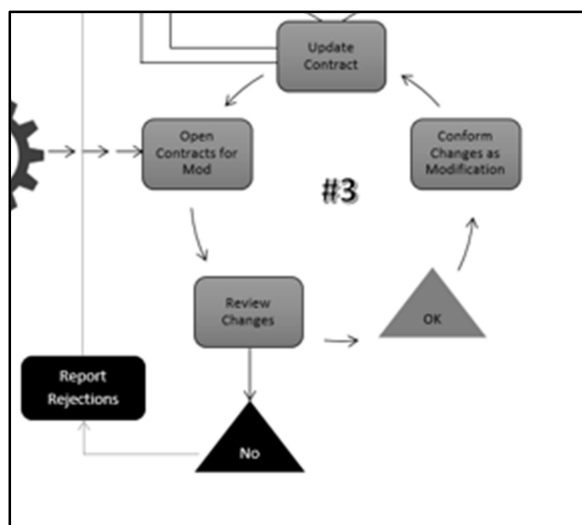 Update
Contract
Open
Contracts for
Mod
Conform
Changes as
Modification
#3
Review
Changes
OK
Report
Rejections
No